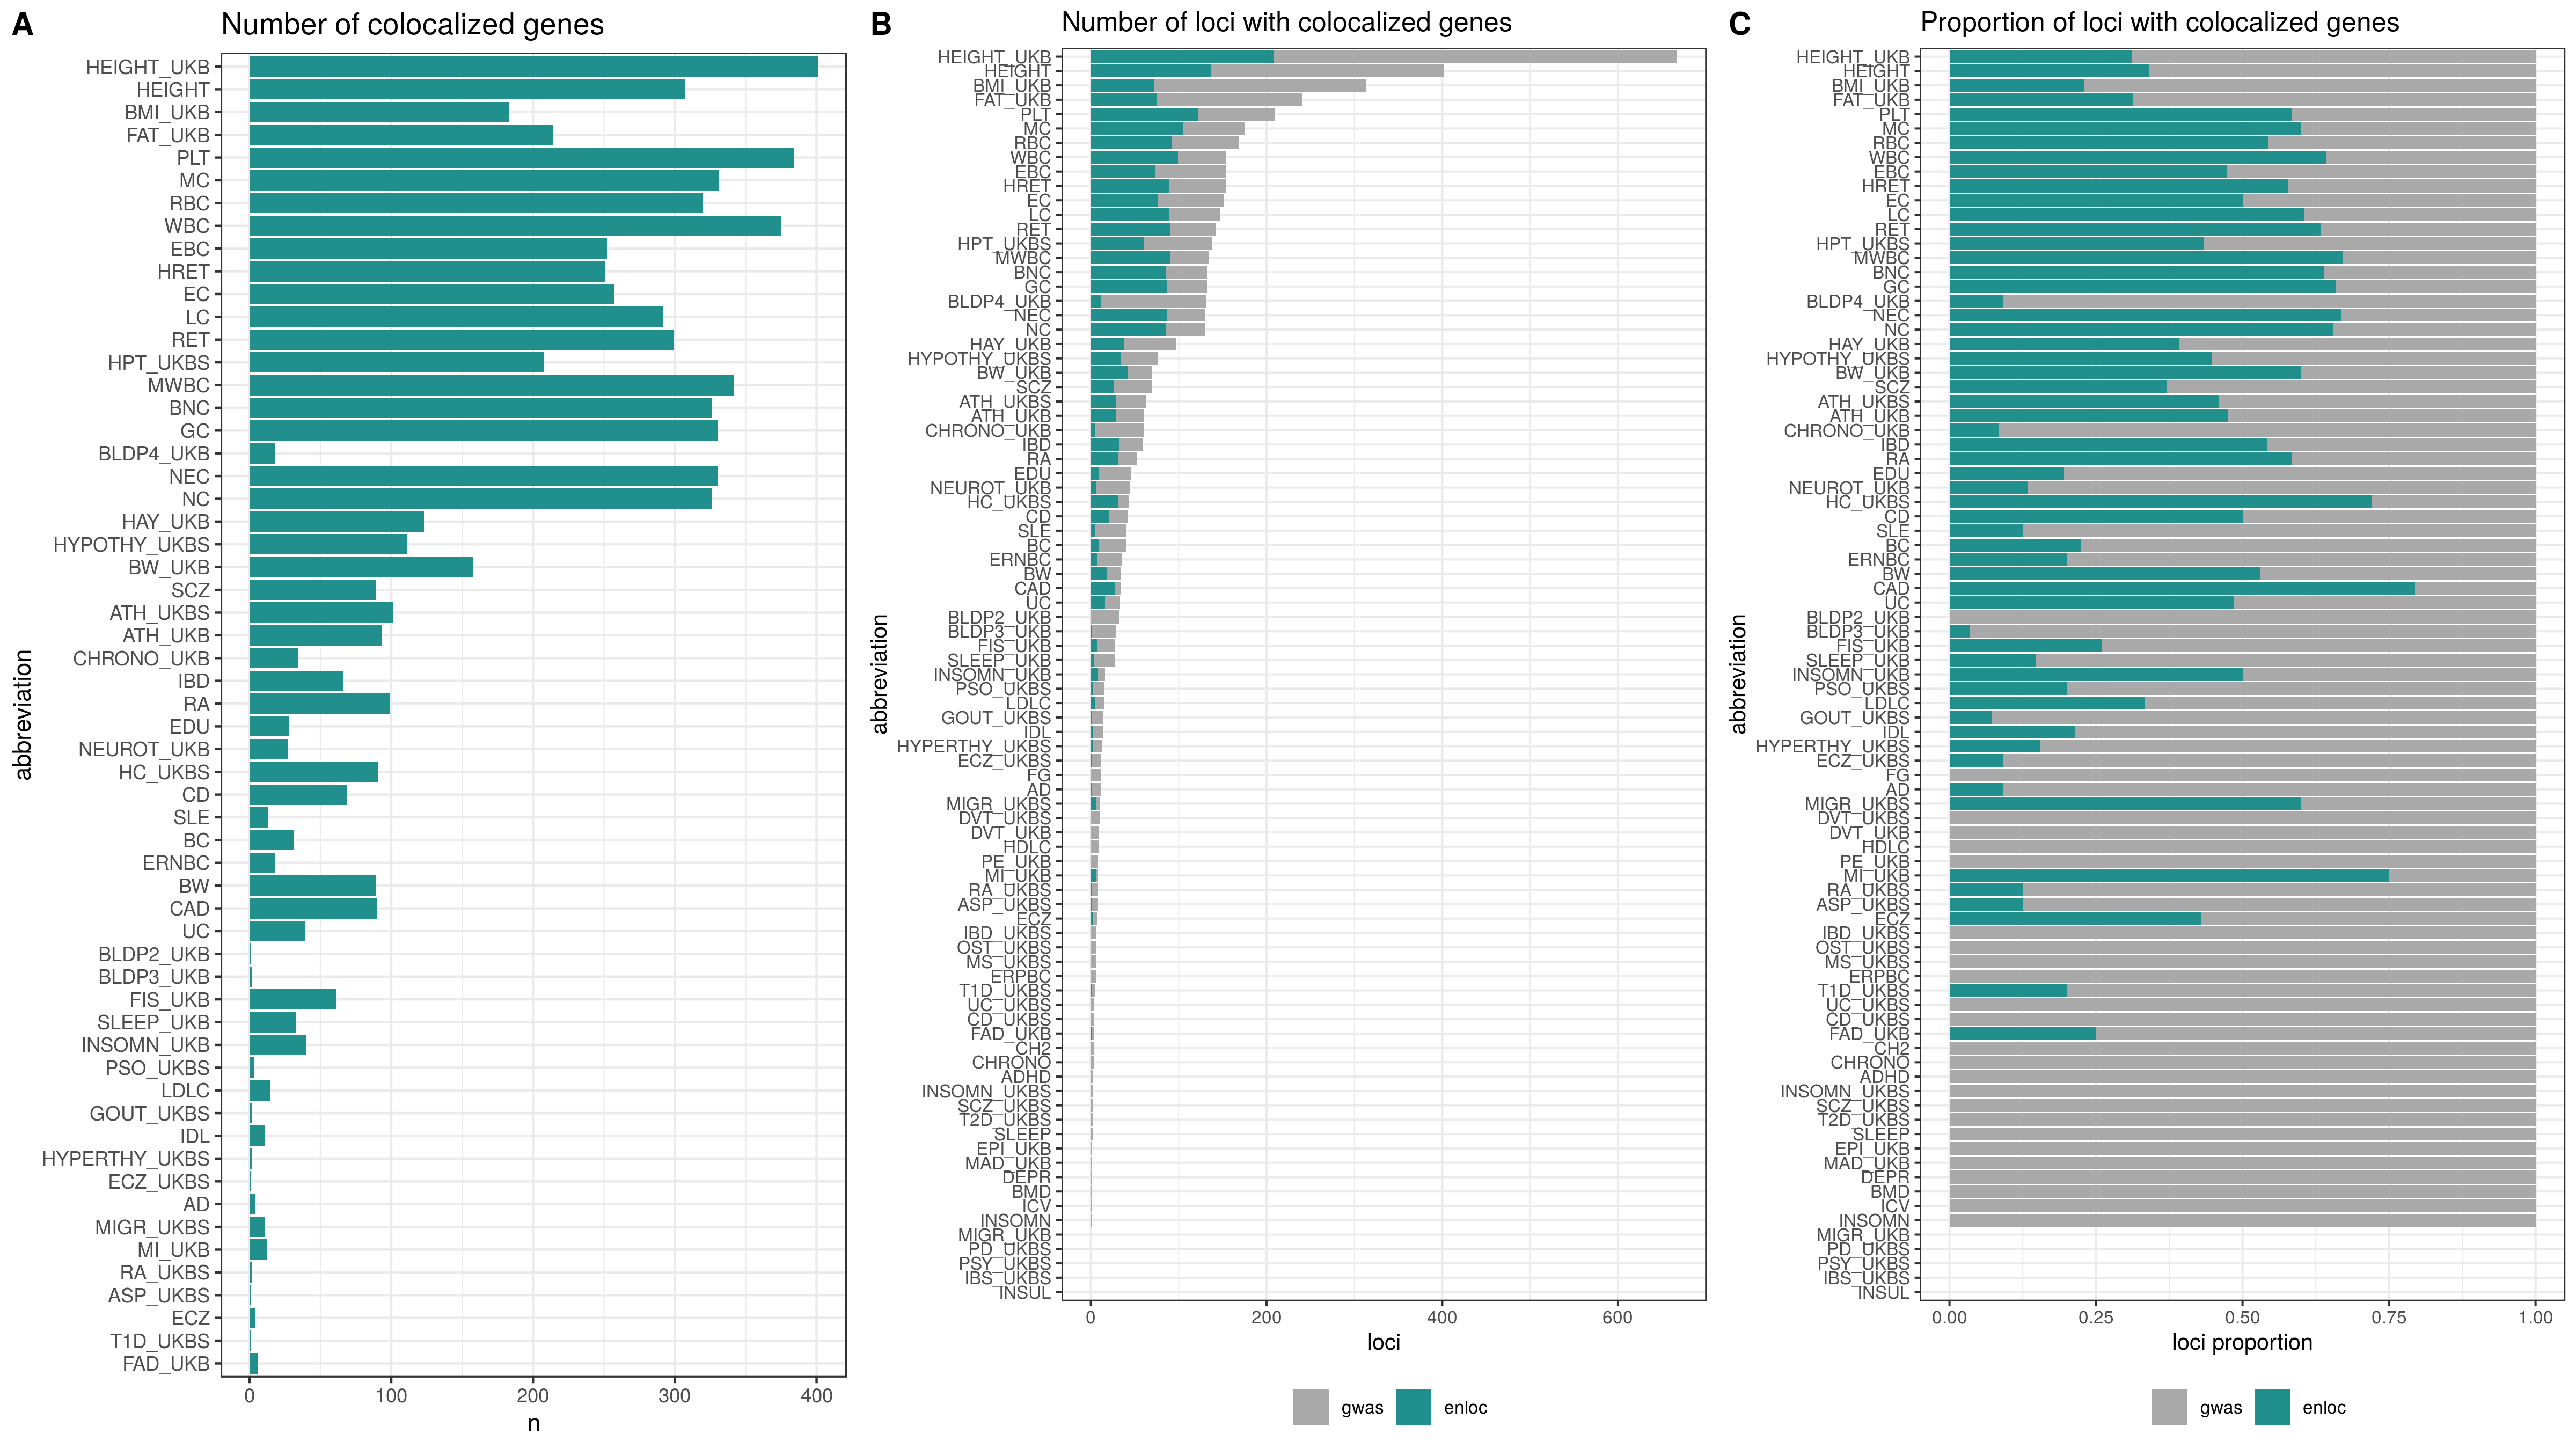 A
Number of colocalized genes
HEIGHT_UKB
HEIGHT
BMI_UKB
FAT_UKB
PLT
MC
RBC
WBC
EBC
HRET
EC
LC
RET
HPT_UKBS
MWBC
BNC
GC
BLDP4_UKB
NEC
NC
HAY_UKB
HYPOTHY_UKBS
BW_UKB
SCZ
ATH_UKBS
ATH_UKB
CHRONO_UKB
IBD
RA
EDU
NEUROT_UKB
HC_UKBS
CD
SLE
BC
ERNBC
BW
CAD
UC
BLDP2_UKB
BLDP3_UKB
FIS_UKB
SLEEP_UKB
INSOMN_UKB
PSO_UKBS
LDLC
GOUT_UKBS
IDL
HYPERTHY_UKBS
ECZ_UKBS
AD
MIGR_UKBS
MI_UKB
RA_UKBS
ASP_UKBS
ECZ
T1D_UKBS
FAD_UKB
abbreviation
0 100 200 300 400
n
B
Number of loci with colocalized genes
HEIGHT_UKB
HEIGHT
BMI_UKB
FAT_UKB
PLT
MC
RBC
WBC
EBC
HRET
EC
LC
RET
HPT_UKBS
MWBC
BNC
GC
BLDP4_UKB
NEC
NC
HAY_UKB
HYPOTHY_UKBS
BW_UKB
SCZ
ATH_UKBS
ATH_UKB
CHRONO_UKB
IBD
RA
EDU
NEUROT_UKB
HC_UKBS
CD
SLE
BC
ERNBC
BW
CAD
UC
BLDP2_UKB
BLDP3_UKB
FIS_UKB
SLEEP_UKB
INSOMN_UKB
PSO_UKBS
LDLC
GOUT_UKBS
IDL
HYPERTHY_UKBS
ECZ_UKBS
FG
AD
MIGR_UKBS
DVT_UKBS
DVT_UKB
HDLC
PE_UKB
MI_UKB
RA_UKBS
ASP_UKBS
ECZ
IBD_UKBS
OST_UKBS
MS_UKBS
ERPBC
T1D_UKBS
UC_UKBS
CD_UKBS
FAD_UKB
CH2
CHRONO
ADHD
INSOMN_UKBS
SCZ_UKBS
T2D_UKBS
SLEEP
EPI_UKB
MAD_UKB
DEPR
BMD
ICV
INSOMN
MIGR_UKB
PD_UKBS
PSY_UKBS
IBS_UKBS
INSUL
abbreviation
0 200 400 600
loci
gwas enloc
C
Proportion of loci with colocalized genes
HEIGHT_UKB
HEIGHT
BMI_UKB
FAT_UKB
PLT
MC
RBC
WBC
EBC
HRET
EC
LC
RET
HPT_UKBS
MWBC
BNC
GC
BLDP4_UKB
NEC
NC
HAY_UKB
HYPOTHY_UKBS
BW_UKB
SCZ
ATH_UKBS
ATH_UKB
CHRONO_UKB
IBD
RA
EDU
NEUROT_UKB
HC_UKBS
CD
SLE
BC
ERNBC
BW
CAD
UC
BLDP2_UKB
BLDP3_UKB
FIS_UKB
SLEEP_UKB
INSOMN_UKB
PSO_UKBS
LDLC
GOUT_UKBS
IDL
HYPERTHY_UKBS
ECZ_UKBS
FG
AD
MIGR_UKBS
DVT_UKBS
DVT_UKB
HDLC
PE_UKB
MI_UKB
RA_UKBS
ASP_UKBS
ECZ
IBD_UKBS
OST_UKBS
MS_UKBS
ERPBC
T1D_UKBS
UC_UKBS
CD_UKBS
FAD_UKB
CH2
CHRONO
ADHD
INSOMN_UKBS
SCZ_UKBS
T2D_UKBS
SLEEP
EPI_UKB
MAD_UKB
DEPR
BMD
ICV
INSOMN
MIGR_UKB
PD_UKBS
PSY_UKBS
IBS_UKBS
INSUL
abbreviation
0.00 0.25 0.50 0.75 1.00
loci proportion
gwas enloc